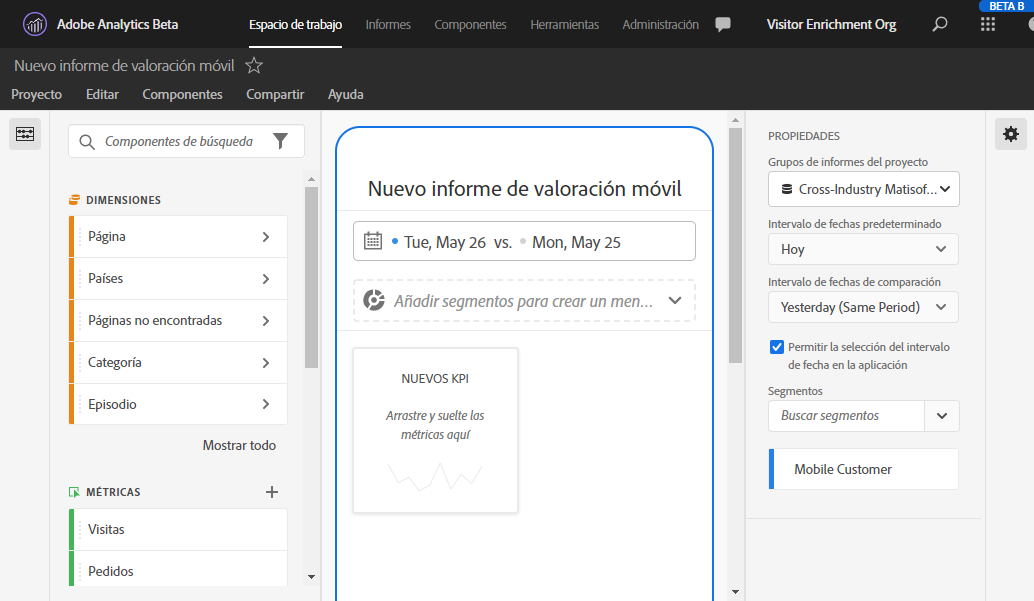 Adobe Analytics Beta
Espacio de trabajo
Informes
Componentes
Herramientas
Administración
Visitor Enrichment Org
BETA B
Nuevo informe de valoración móvil
Proyecto
Editar
Componentes
Compartir
Ayuda
Componentes de búsqueda
DIMENSIONES
Página
Países
Páginas no encontradas
Categoría
Episodio
Mostrar todo
MÉTRICAS
Visitas
Pedidos
Nuevo informe de valoración móvil
Tue, May 26 vs. Mon, May 25
Añadir segmentos para crear un men...
NUEVOS KPI
Arrastre y suelte las
métricas aquí
PROPIEDADES
Grupos de informes del proyecto
Cross-Industry Matisof...
Intervalo de fechas predeterminado
Hoy
Intervalo de fechas de comparación
Yesterday (Same Period)
Permitir la selección del intervalo
de fecha en la aplicación
Segmentos
Buscar segmentos
Mobile Customer